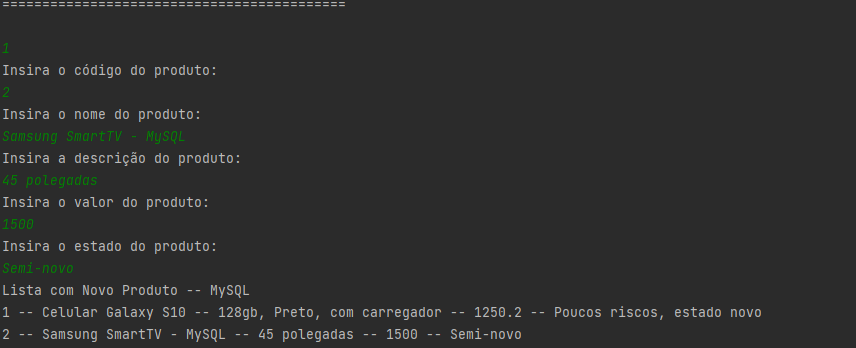 ===========================================
1
Insira o código do produto:
2
Insira o nome do produto:
Samsung SmartTV - MySQL
Insira a descrição do produto:
45 polegadas
Insira o valor do produto:
1500
Insira o estado do produto:
Semi-novo
Lista com Novo Produto -- MySQL
1 -- Celular Galaxy S10 -- 128gb, Preto, com carregador -- 1250.2 -- Poucos riscos, estado novo
2 -- Samsung SmartTV - MySQL -- 45 polegadas -- 1500 -- Semi-novo